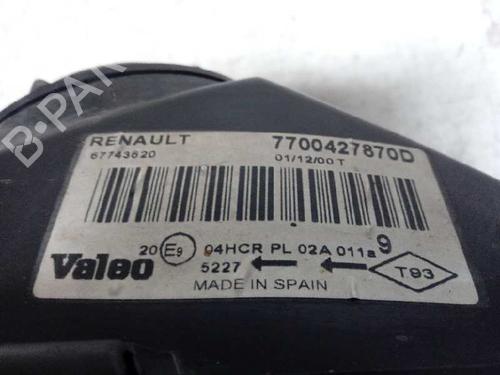 B-PARTS
RENAULT 7700427870D
67743620 01/12/00 T
20 E9 04HCR PL 02A 011a 9
Valeo 5227 T93
MADE IN SPAIN